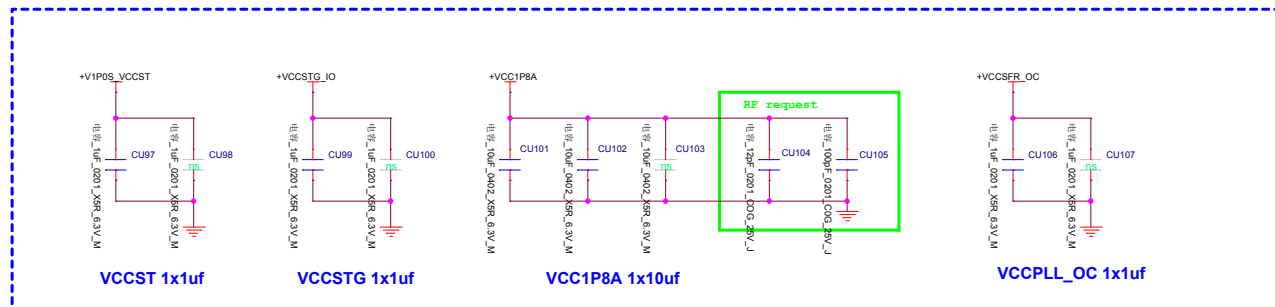 +V1P0S_VCCST
电容_1uF_0201_X5R_6.3V_M
CU97
电容_1uF_0201_X5R_6.3V_M
CU98
ns
VCCST 1x1uf
+VCCSTG_IO
电容_1uF_0201_X5R_6.3V_M
CU99
电容_1uF_0201_X5R_6.3V_M
CU100
ns
VCCSTG 1x1uf
+VCC1P8A
电容_10uF_0402_X5R_6.3V_M
CU101
电容_10uF_0402_X5R_6.3V_M
CU102
电容_10uF_0402_X5R_6.3V_M
CU103
ns
RF request
电容_12pF_0201_COG_25V_J
CU104
电容_100pF_0201_C0G_25V_J
CU105
VCC1P8A 1x10uf
+VCCSFR_OC
电容_1uF_0201_X5R_6.3V_M
CU106
电容_1uF_0201_X5R_6.3V_M
CU107
ns
VCCPLL_OC 1x1uf